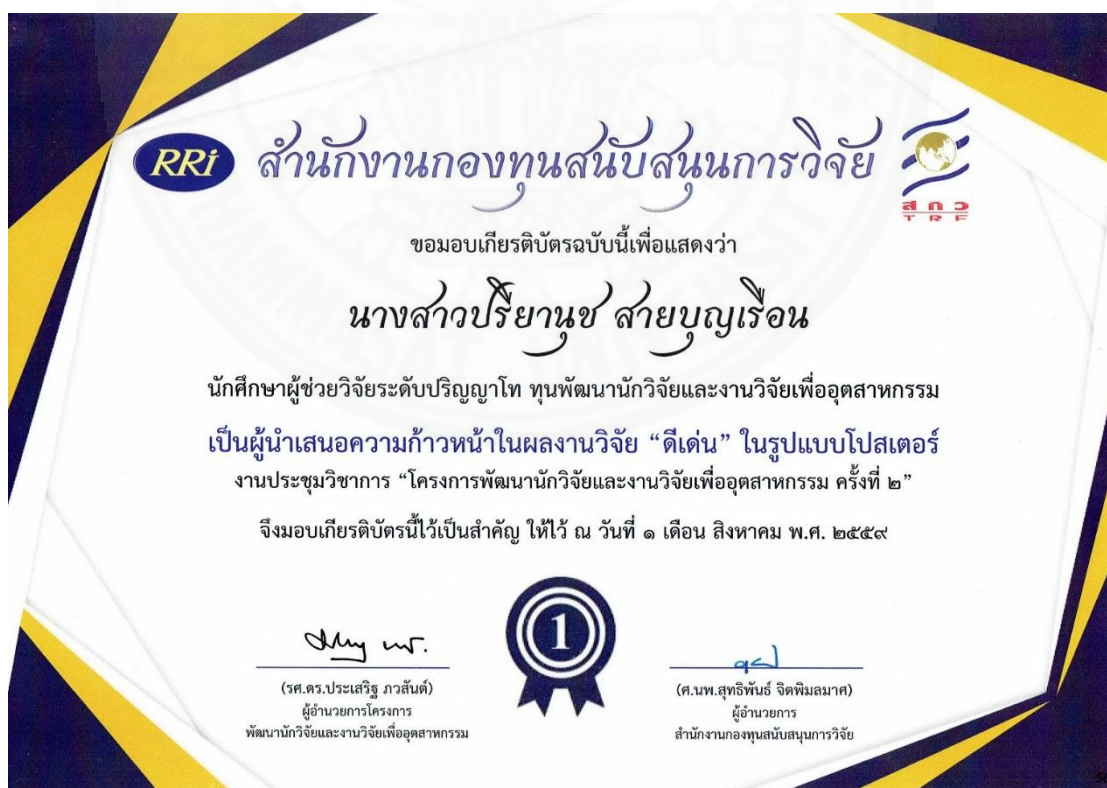 RRi สำนักงานกองทุนสนับสนุนการวิจัย
สกว
TRF
ขอมอบเกียรติบัตรฉบับนี้เพื่อแสดงว่า
นางสาวปรียานุช สายบุญเรือน
นักศึกษาผู้ช่วยวิจัยระดับปริญญาโท ทุนพัฒนานักวิจัยและงานวิจัยเพื่ออุตสาหกรรม
เป็นผู้นำเสนอความก้าวหน้าในผลงานวิจัย “ดีเด่น” ในรูปแบบโปสเตอร์
งานประชุมวิชาการ “โครงการพัฒนานักวิจัยและงานวิจัยเพื่ออุตสาหกรรม ครั้งที่ ๒”
จึงมอบเกียรติบัตรนี้ไว้เป็นสำคัญ ให้ไว้ ณ วันที่ ๑ เดือน สิงหาคม พ.ศ. ๒๕๕๙
1
(รศ.ดร.ประเสริฐ ภวสันต์)
ผู้อำนวยการโครงการ
พัฒนานักวิจัยและงานวิจัยเพื่ออุตสาหกรรม
(ศ.นพ.สุทธิพันธ์ จิตพิมลมาศ)
ผู้อำนวยการ
สำนักงานกองทุนสนับสนุนการวิจัย